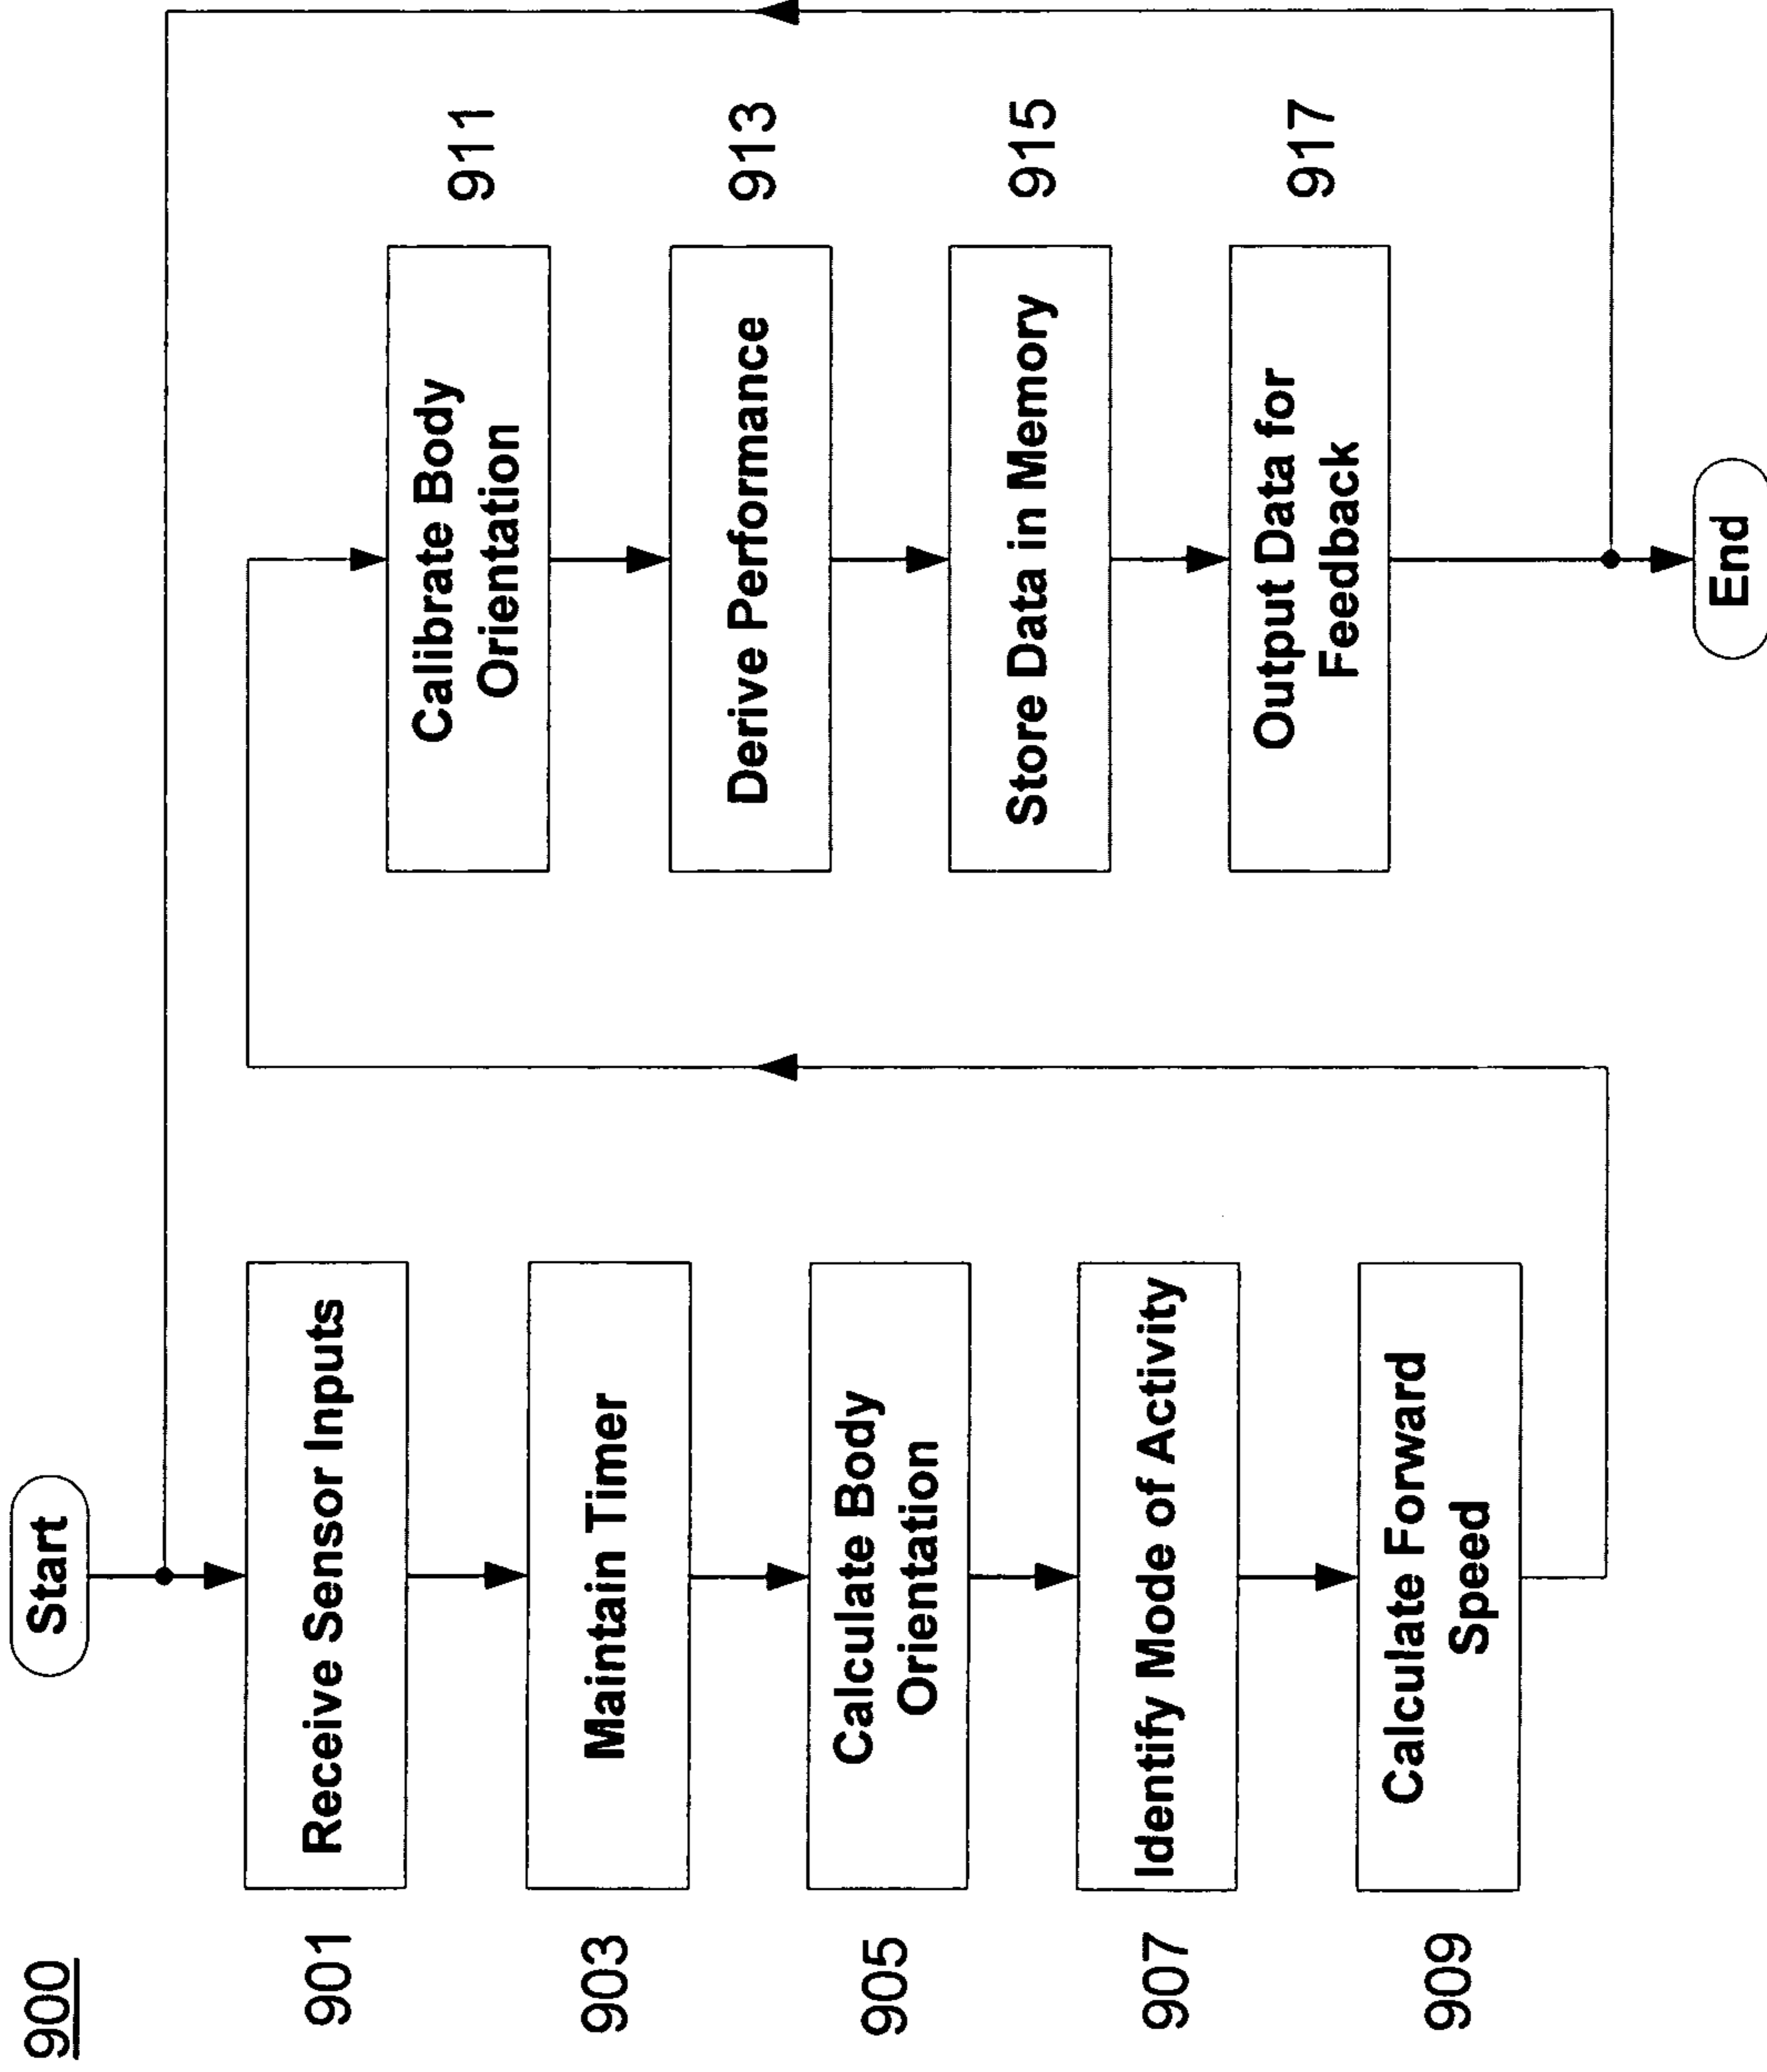 900
Start
901
Receive Sensor Inputs
903
Maintain Timer
905
Calculate Body
Orientation
907
Identify Mode of Activity
909
Calculate Forward
Speed
Calibrate Body
Orientation
911
Derive Performance
913
Store Data in Memory
915
Output Data for
Feedback
917
End